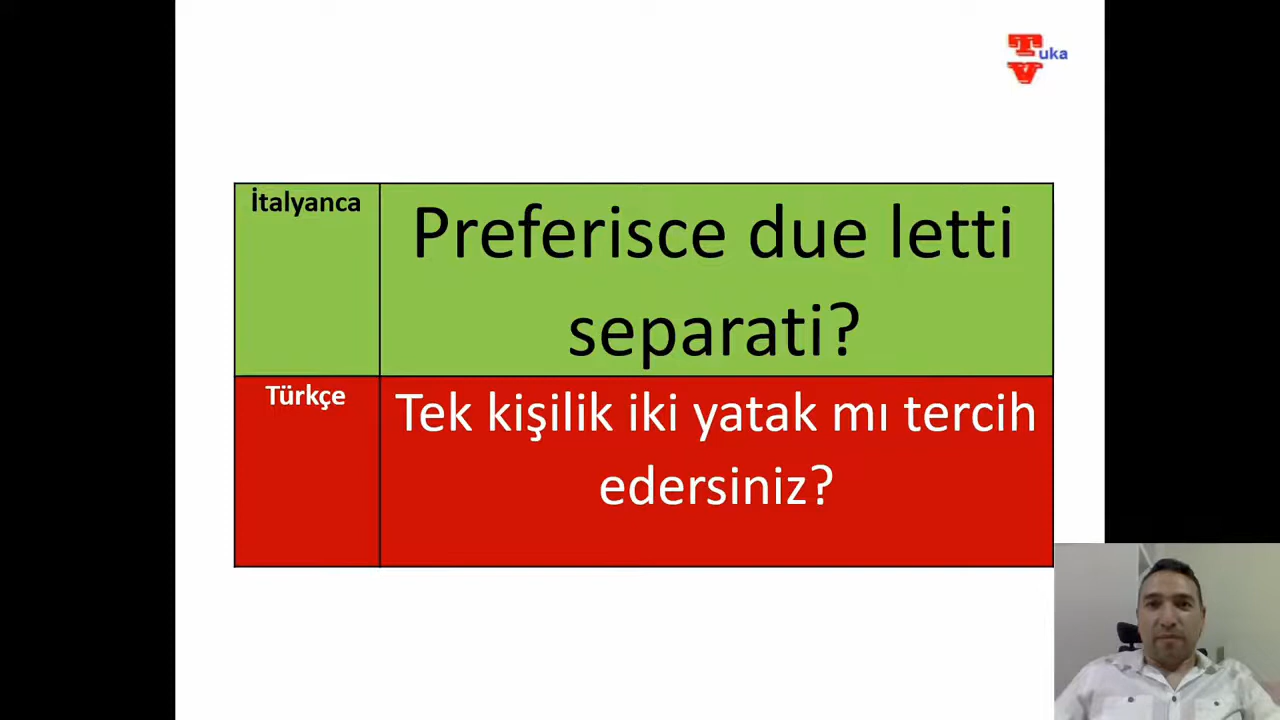 T uka
V
İtalyanca
Preferisce due letti
separati?
Türkçe
Tek kişilik iki yatak mı tercih
edersiniz?